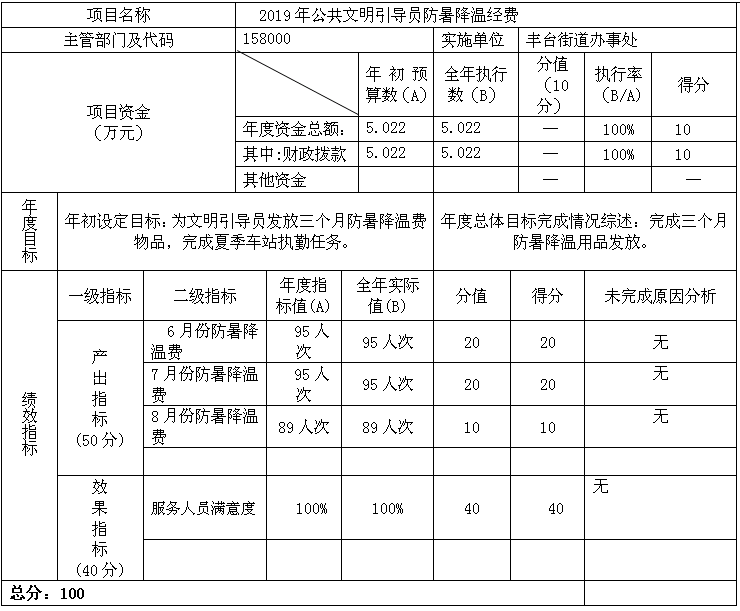 项目名称 2019年公共文明引导员防暑降温经费
主管部门及代码 158000 实施单位 丰台街道办事处
项目资金
（万元）
年初预
算数（A）
全年执行
数（B）
分值
（10
分）
执行率
（B/A）
得分
年度资金总额： 5.022 5.022 — 100% 10
其中:财政拨款 5.022 5.022 — 100% 10
其他资金 — —
年度目标
年初设定目标：为文明引导员发放三个月防暑降温费
物品，完成夏季车站执勤任务。
年度总体目标完成情况综述：完成三个月
防暑降温用品发放。
绩效指标
一级指标 二级指标
年度指
标值(A)
全年实际
值(B)
分值 得分 未完成原因分析
产
出
指
标
(50分)
6月份防暑降
温费
95人
次
95人次 20 20 无
7月份防暑降温
费
95人
次
95人次 20 20 无
8月份防暑降温
费
89人次 89人次 10 10 无
效
果
指
标
(40分)
服务人员满意度 100% 100% 40 40 无
总分：100